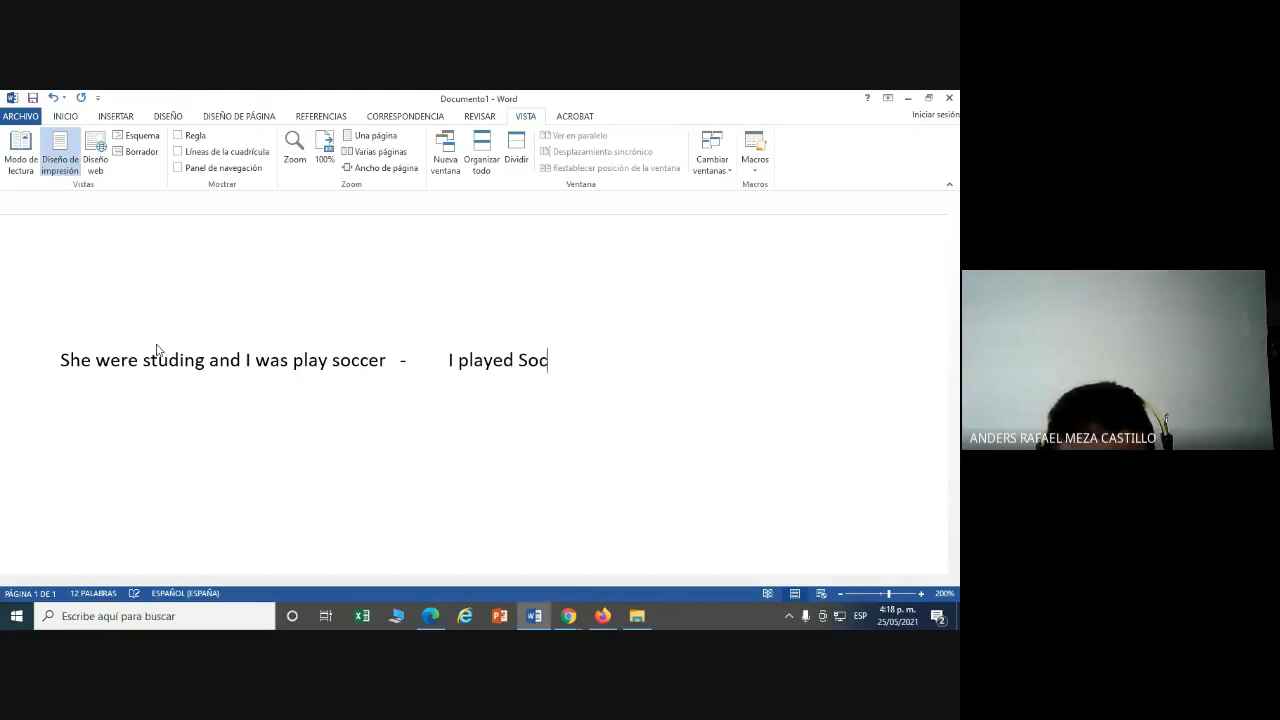 Documento1 - Word
Iniciar sesión
ARCHIVO INICIO INSERTAR DISEÑO DISEÑO DE PÁGINA REFERENCIAS CORRESPONDENCIA REVISAR VISTA ACROBAT
Modo de lectura
Diseño de impresión
Diseño web
Esquema
Borrador
Vistas
Regla
Líneas de la cuadrícula
Panel de navegación
Mostrar
Zoom
100%
Una página
Varias páginas
Ancho de página
Zoom
Nueva ventana
Organizar todo
Dividir
Ver en paralelo
Desplazamiento sincrónico
Restablecer posición de la ventana
Ventana
Cambiar ventanas
Macros
Macros
She were studing and I was play soccer - I played Soc
ANDERS RAFAEL MEZA CASTILLO
PÁGINA 1 DE 1 12 PALABRAS ESPAÑOL (ESPAÑA) 200%
Escribe aquí para buscar
ESP
4:18 p. m.
25/05/2021
2